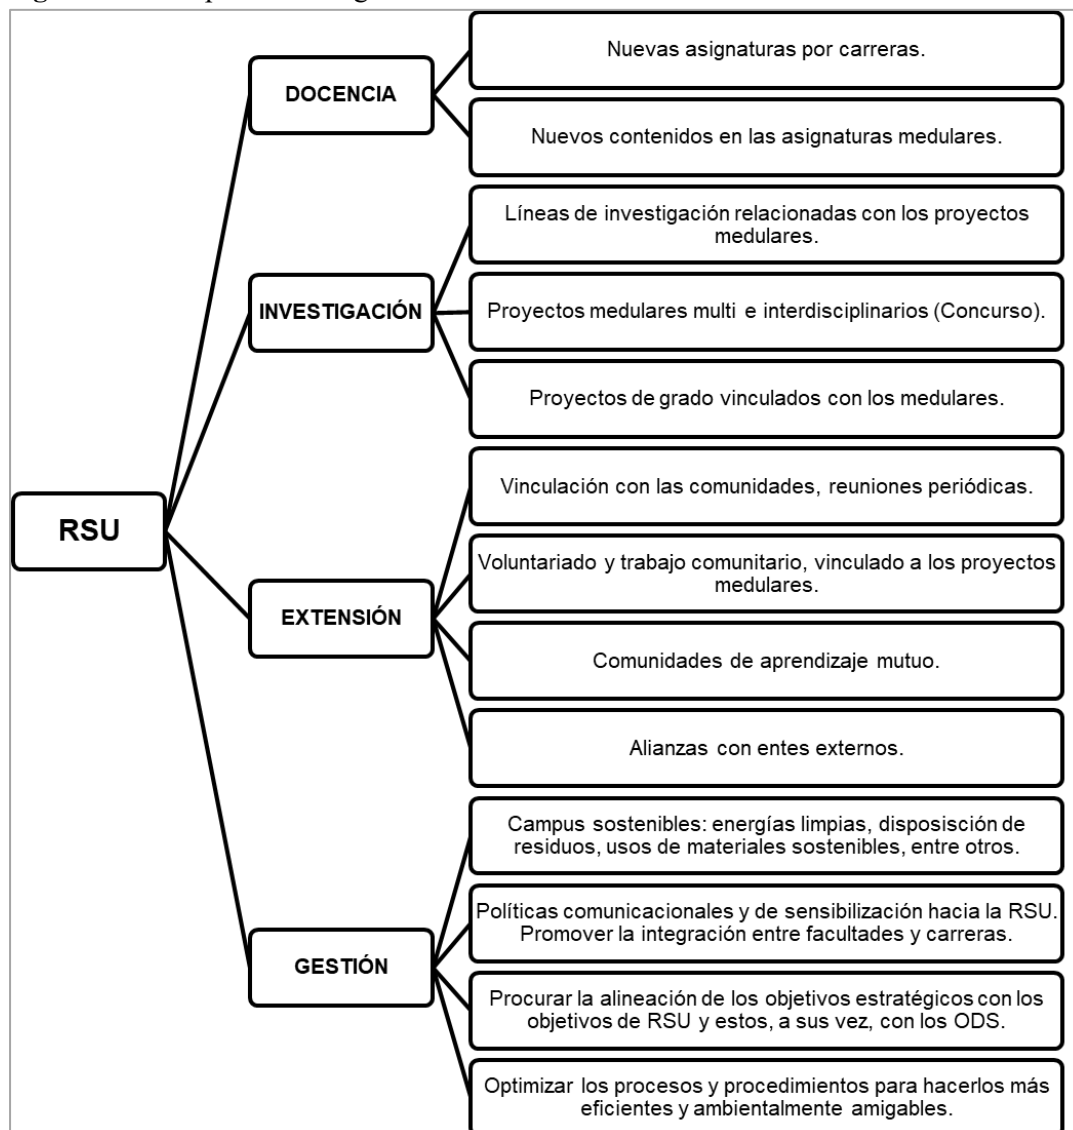 Nuevas asignaturas por carreras.
DOCENCIA
Nuevos contenidos en las asignaturas medulares.
Líneas de investigación relacionadas con los proyectos
medulares.
INVESTIGACIÓN
Proyectos medulares multi e interdisciplinarios (Concurso).
Proyectos de grado vinculados con los medulares.
RSU
Vinculación con las comunidades, reuniones periódicas.
Voluntariado y trabajo comunitario, vinculado a los proyectos
medulares.
EXTENSIÓN
Comunidades de aprendizaje mutuo.
Alianzas con entes externos.
Campus sostenibles: energías limpias, disposisción de
residuos, usos de materiales sostenibles, entre otros.
Políticas comunicacionales y de sensibilización hacia la RSU.
Promover la integración entre facultades y carreras.
GESTIÓN
Procurar la alineación de los objetivos estratégicos con los
objetivos de RSU y estos, a sus vez, con los ODS.
Optimizar los procesos y procedimientos para hacerlos más
eficientes y ambientalmente amigables.